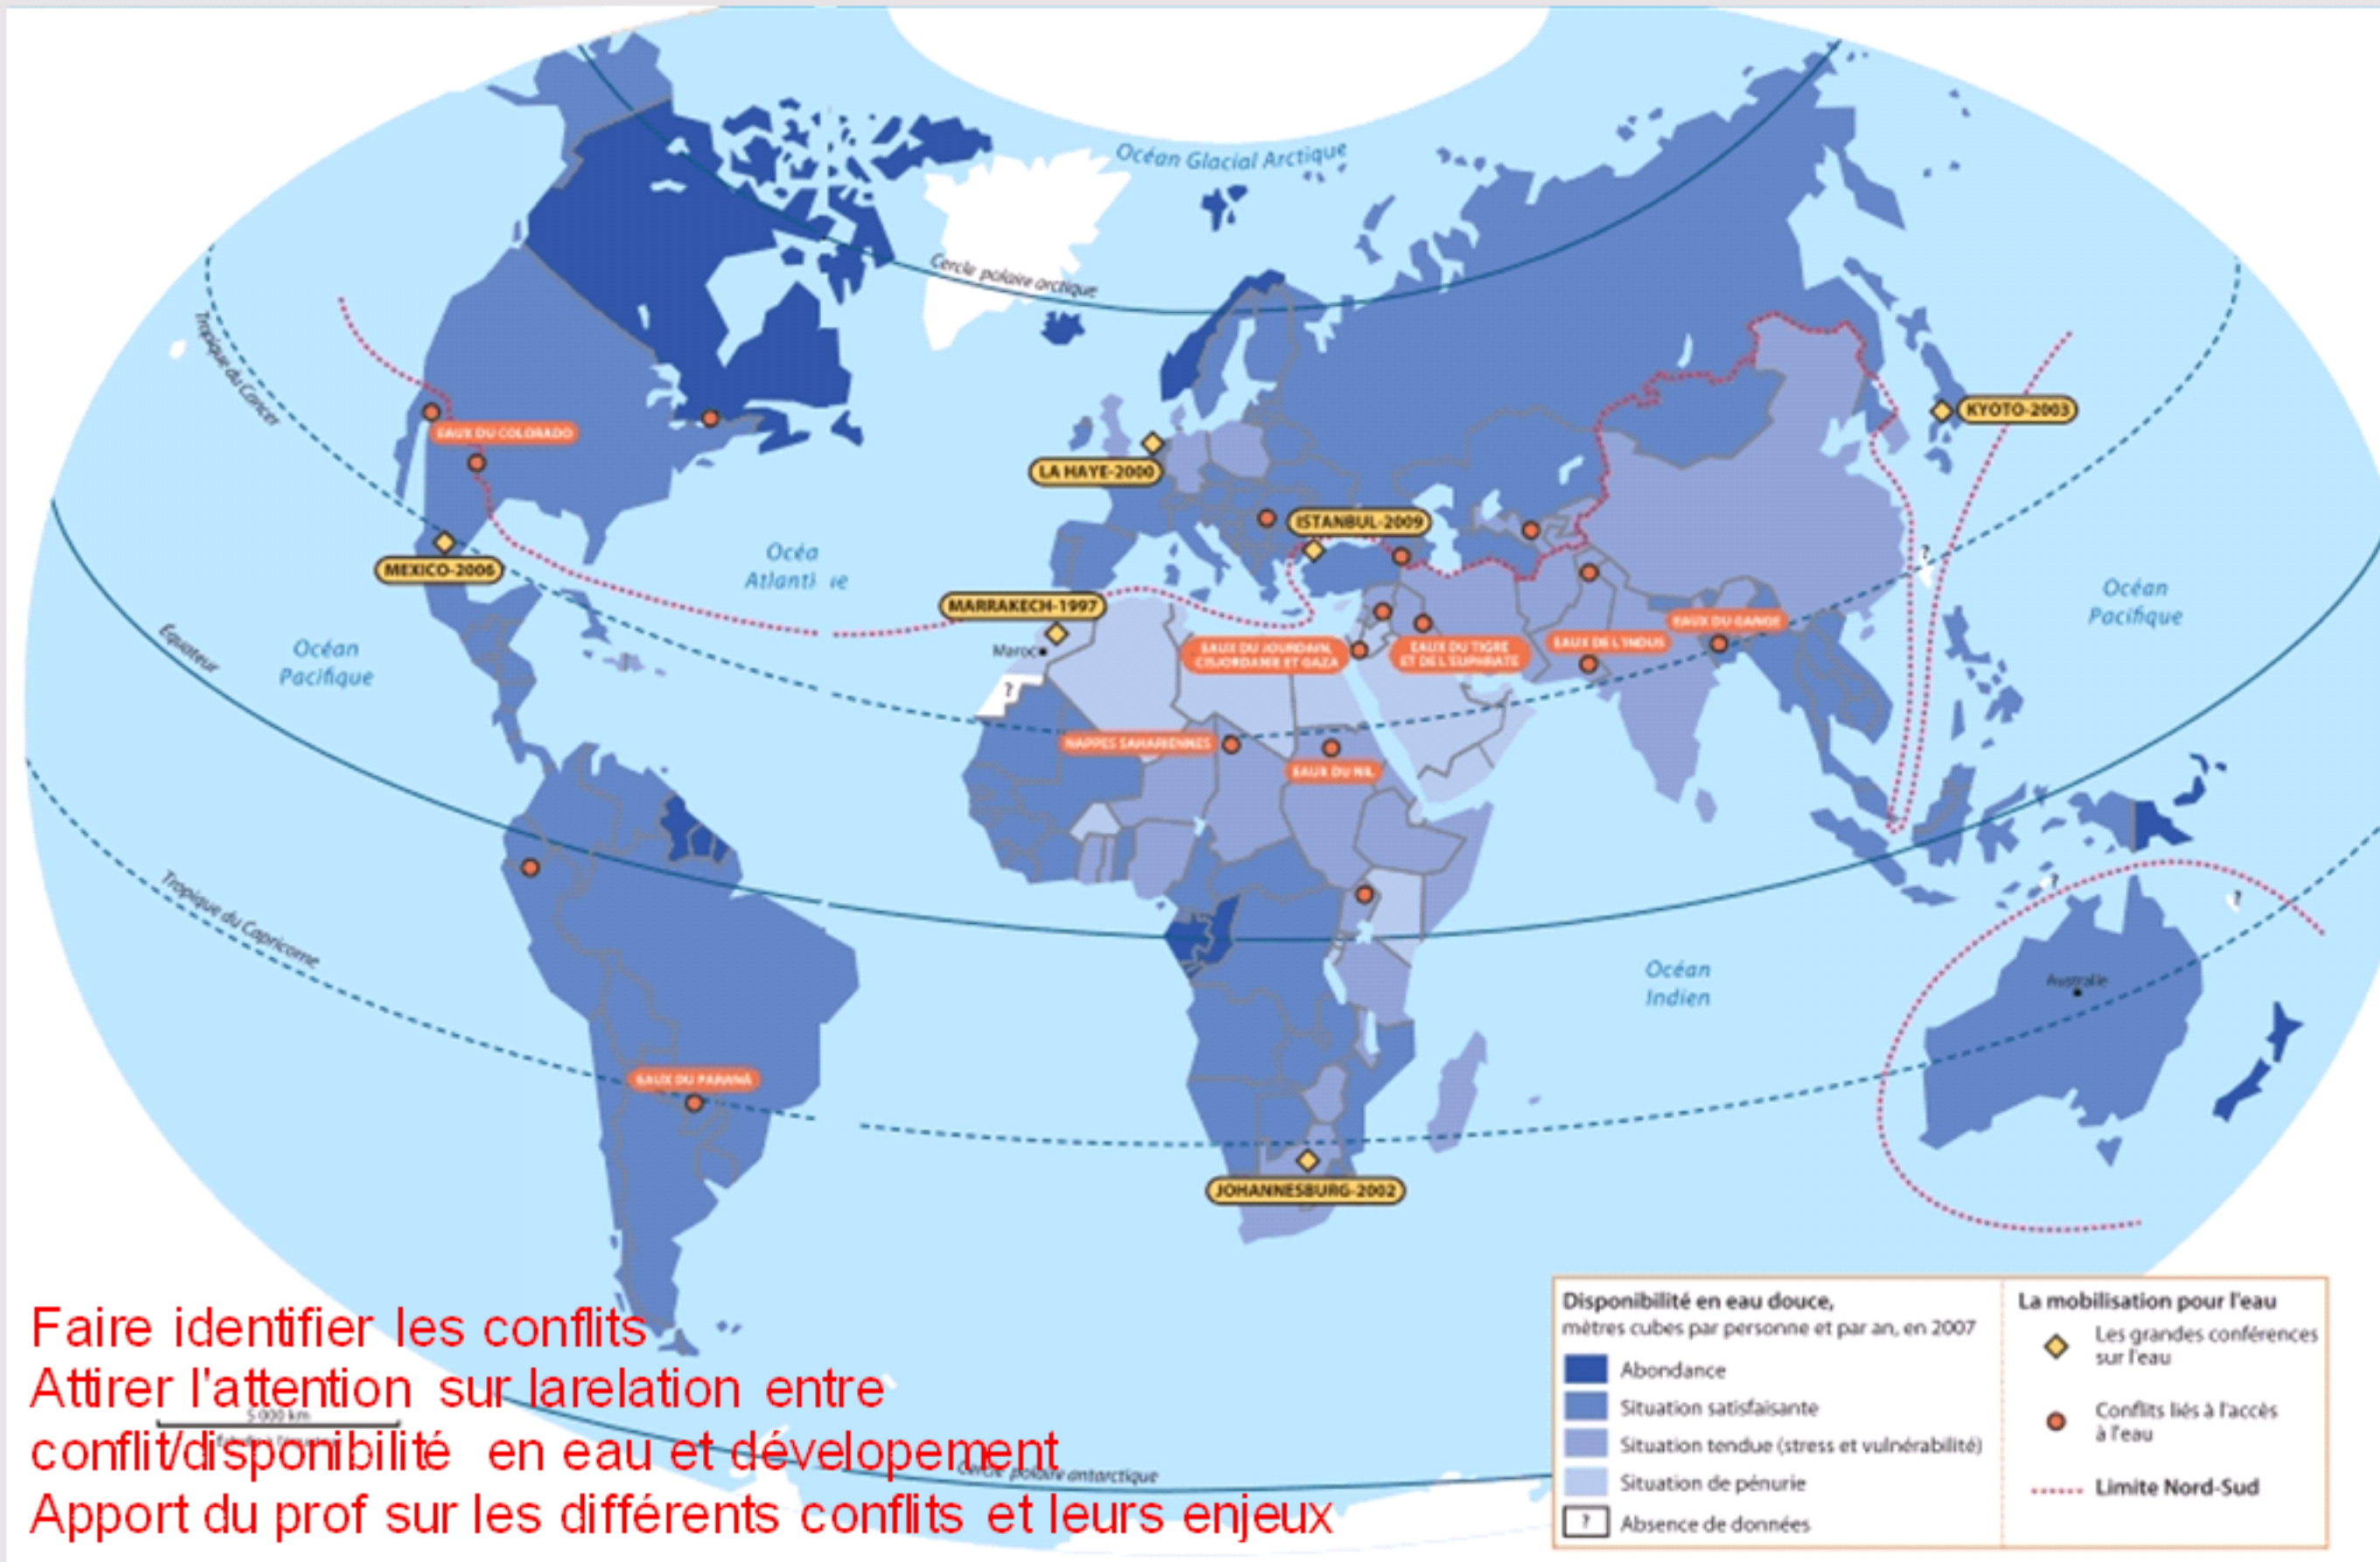 Océan Glacial Arctique
Cercle polaire arctique
Tropique du Cancer
KYOTO-2003
EAUX DU COLORADO
LA HAYE-2000
ISTANBUL-2009
MEXICO-2006
Océa
Atlanti ue
MARRAKECH-1997
Maroc
?
?
Océan
Pacifique
Équateur
Océan
Pacifique
EAUX DU JOURDAIN,
CISJORDANIE ET GAZA
EAUX DU TIGRE
ET DE L'EUPHRATE
EAUX DE L'INDUS
EAUX DU GANGE
NAPPES SAHARIENNES
EAUX DU NIL
?
?
Tropique du Capricorne
Océan
Indien
Australie
EAUX DU PARANÁ
JOHANNESBURG-2002
Faire identifier les conflits
Attirer l'attention sur larelation entre
5 000 km
conflit/disponibilité en eau et dévelopement
Cercle polaire antarctique
Apport du prof sur les différents conflits et leurs enjeux
Disponibilité en eau douce,
mètres cubes par personne et par an, en 2007
Abondance
Situation satisfaisante
Situation tendue (stress et vulnérabilité)
Situation de pénurie
? Absence de données
La mobilisation pour l'eau
Les grandes conférences
sur l'eau
Conflits liés à l'accès
à l'eau
Limite Nord-Sud